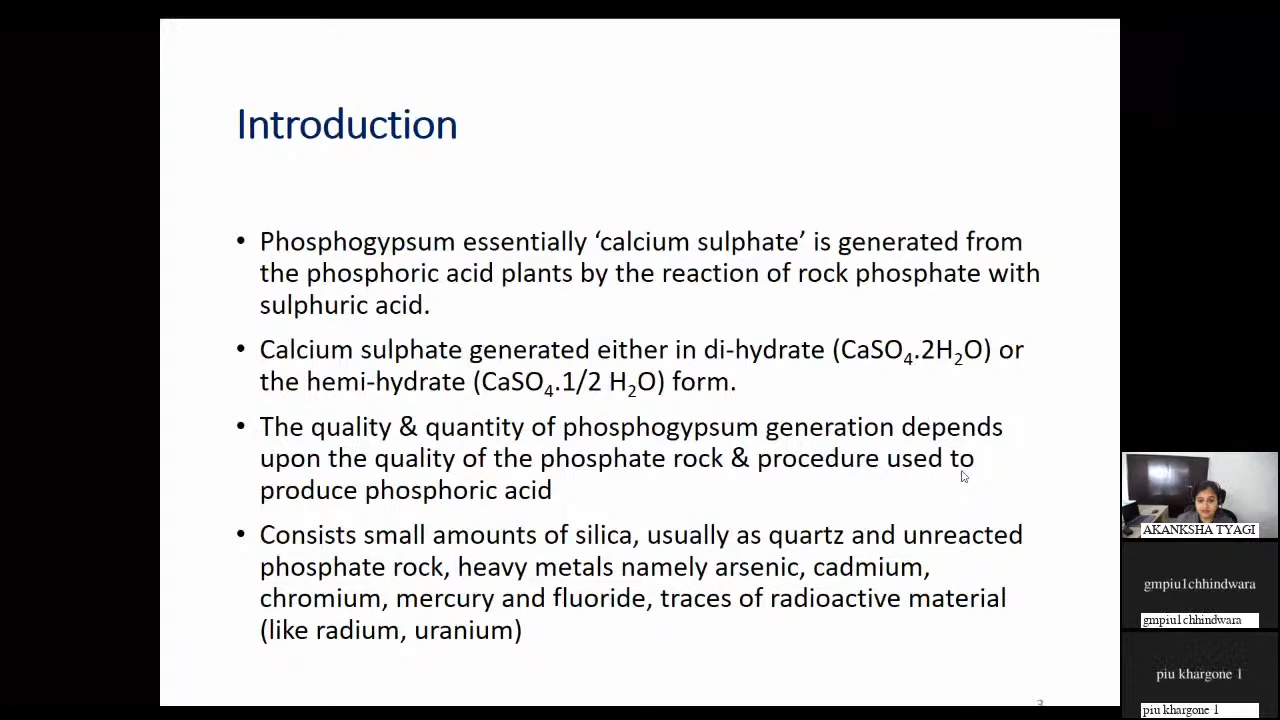 Introduction
• Phosphogypsum essentially ‘calcium sulphate’ is generated from
the phosphoric acid plants by the reaction of rock phosphate with
sulphuric acid.
• Calcium sulphate generated either in di-hydrate (CaSO₄.2H₂O) or
the hemi-hydrate (CaSO₄.1/2 H₂O) form.
• The quality & quantity of phosphogypsum generation depends
upon the quality of the phosphate rock & procedure used to
produce phosphoric acid
• Consists small amounts of silica, usually as quartz and unreacted
phosphate rock, heavy metals namely arsenic, cadmium,
chromium, mercury and fluoride, traces of radioactive material
(like radium, uranium)
3
AKANKSHA TYAGI
gmpiu1chhindwara
gmpiu1chhindwara
piu khargone 1
piu khargone 1